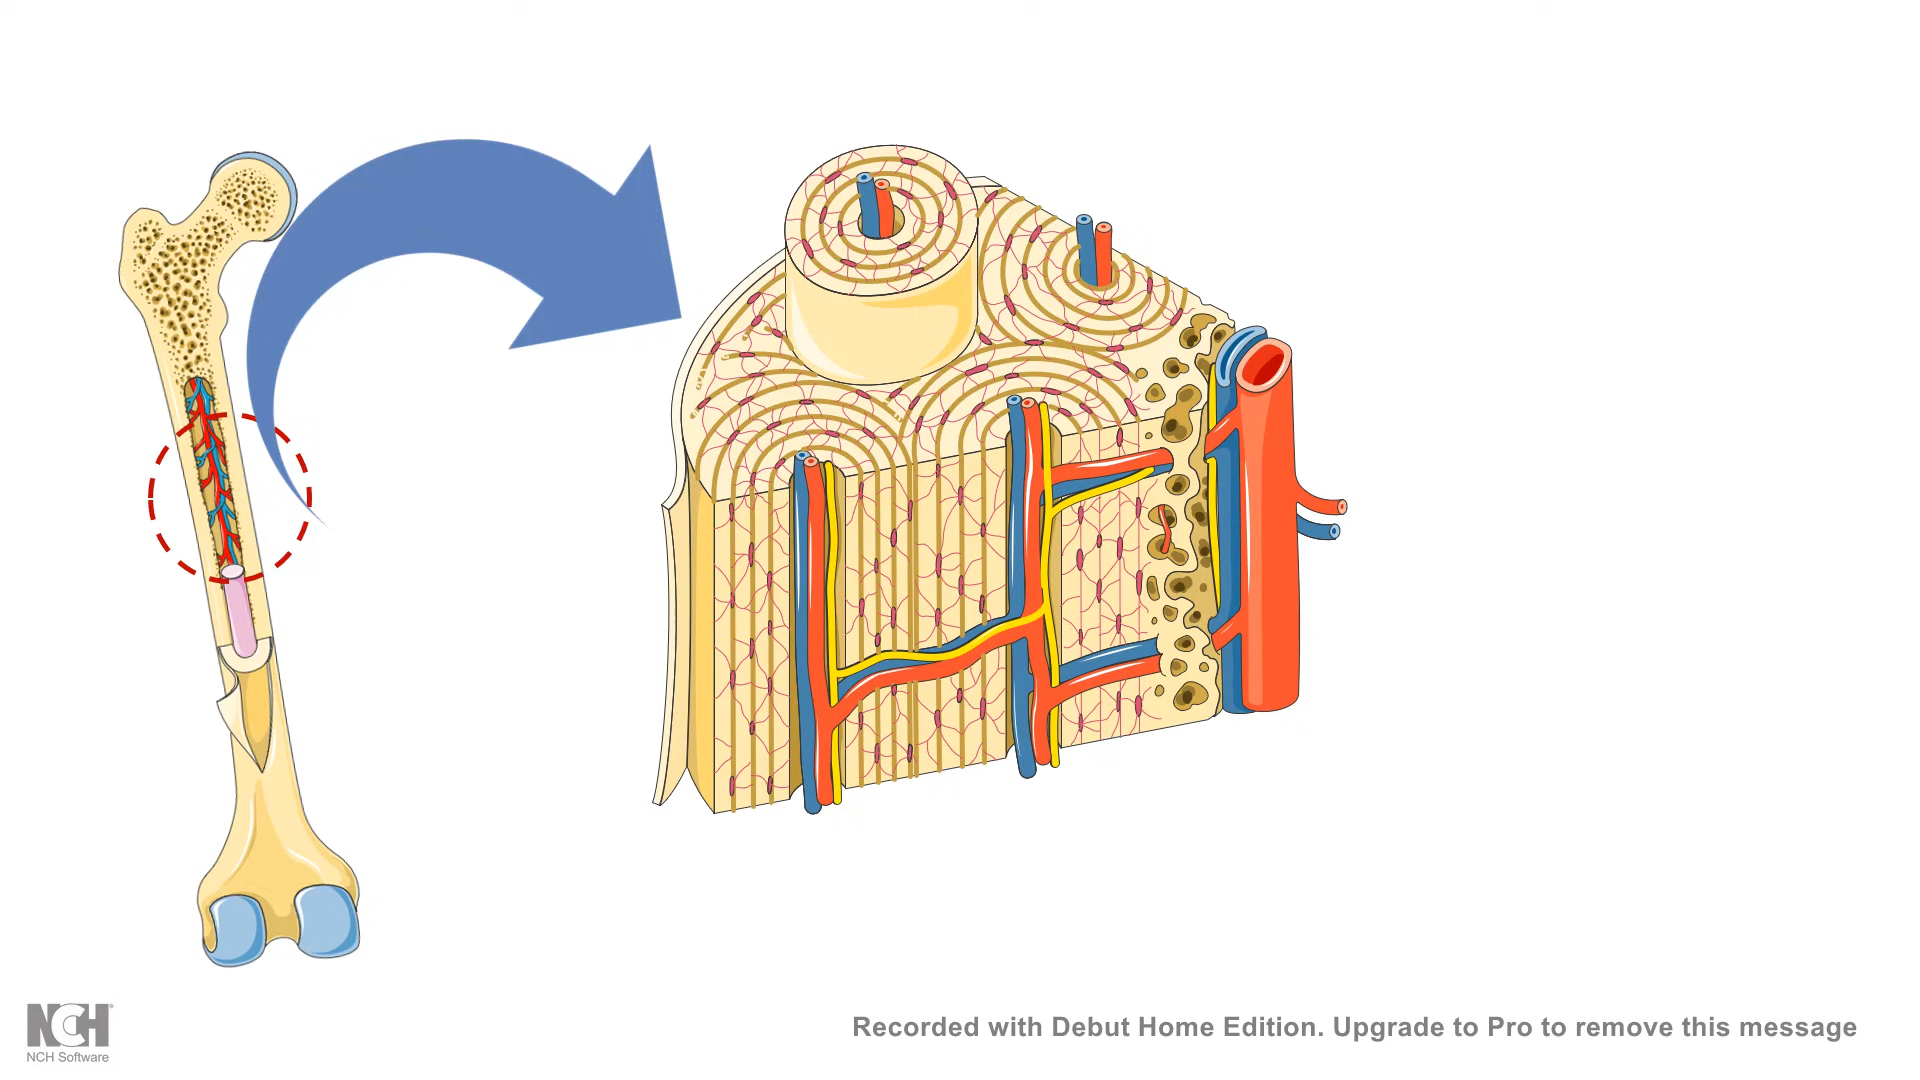 NCH
NCH Software
Recorded with Debut Home Edition. Upgrade to Pro to remove this message